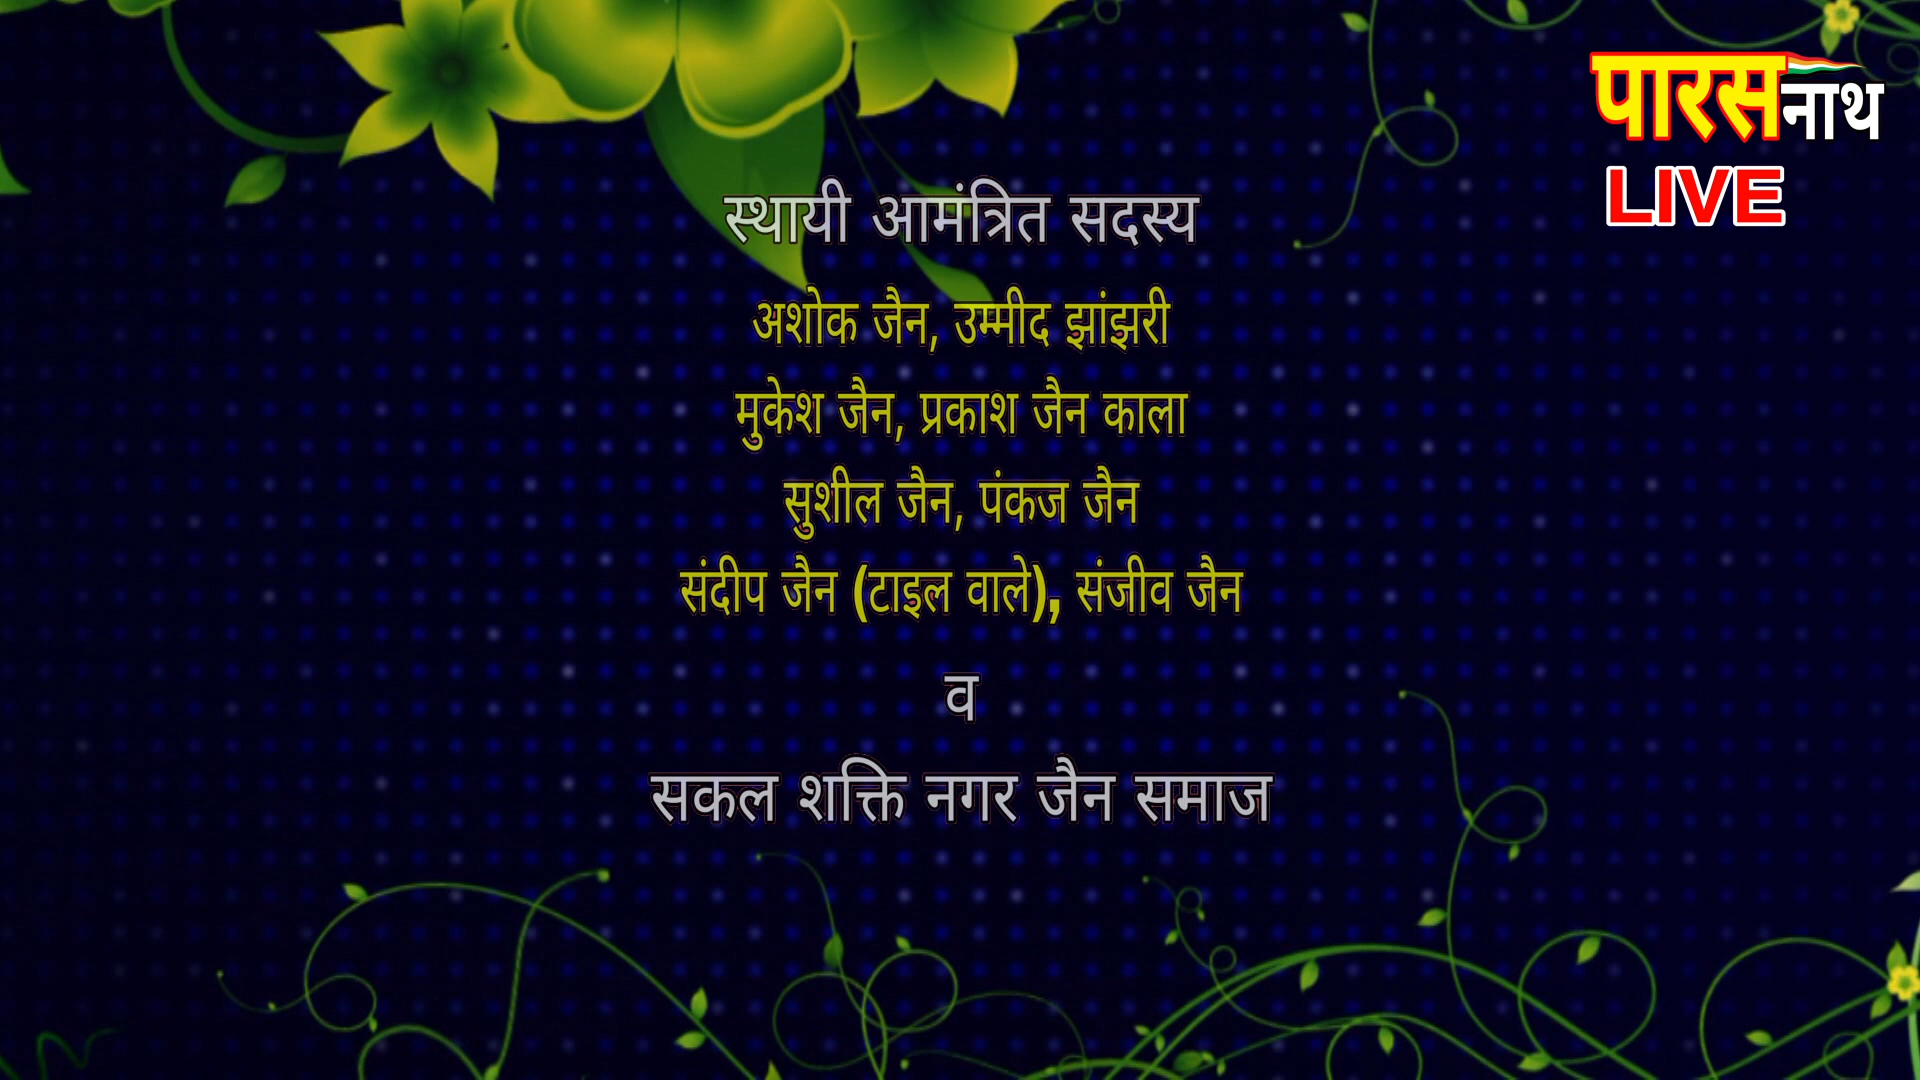 पारसनाथ
LIVE
स्थायी आमंत्रित सदस्य
अशोक जैन, उम्मीद झांझरी
मुकेश जैन, प्रकाश जैन काला
सुशील जैन, पंकज जैन
संदीप जैन (टाइल वाले), संजीव जैन
व
सकल शक्ति नगर जैन समाज